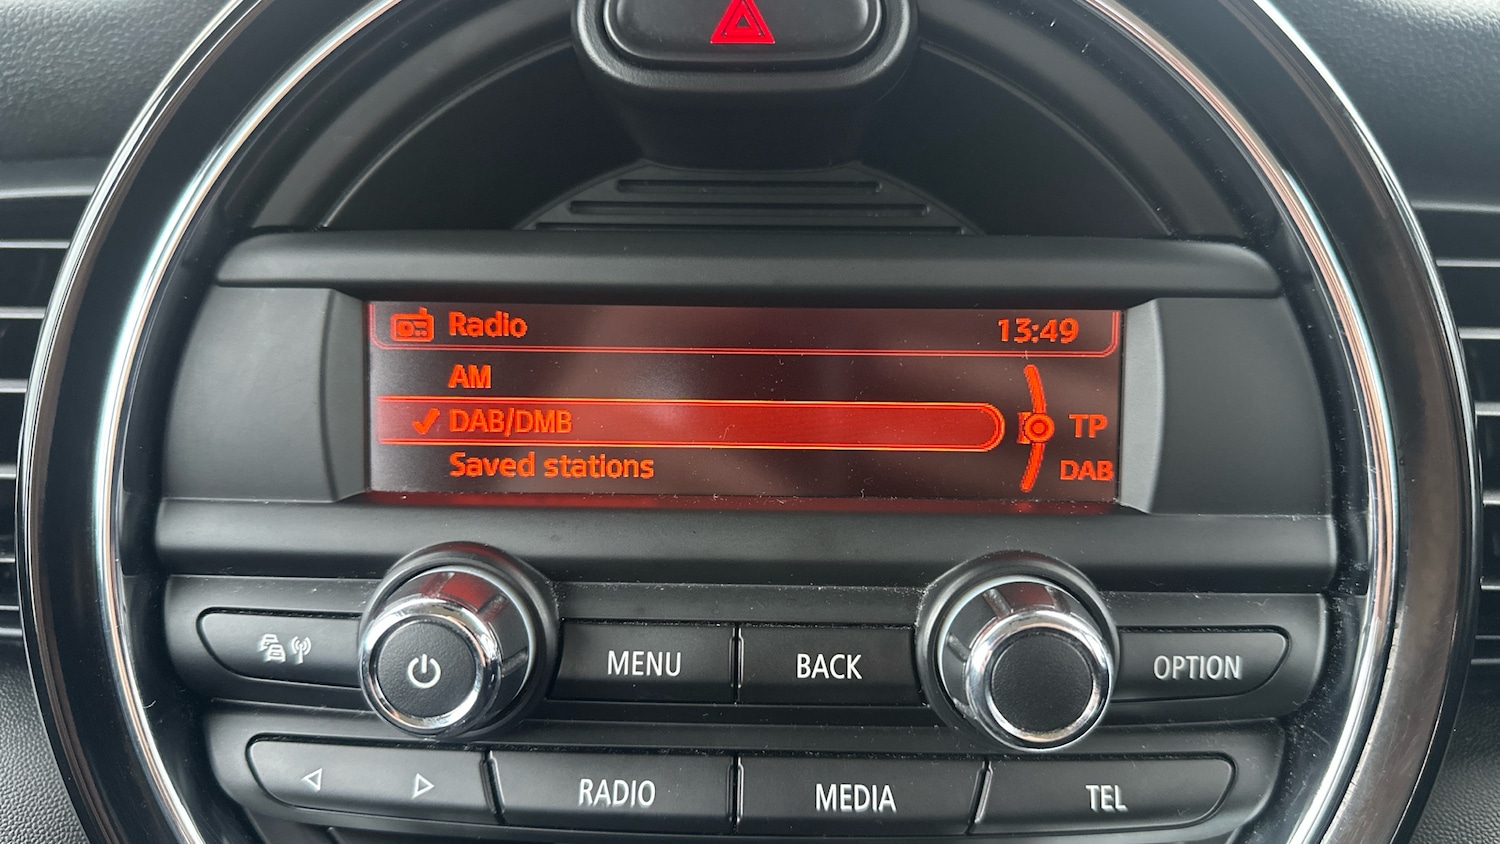 Radio 13:49
AM
DAB/DMB TP
Saved stations DAB
MENU BACK OPTION
RADIO MEDIA TEL